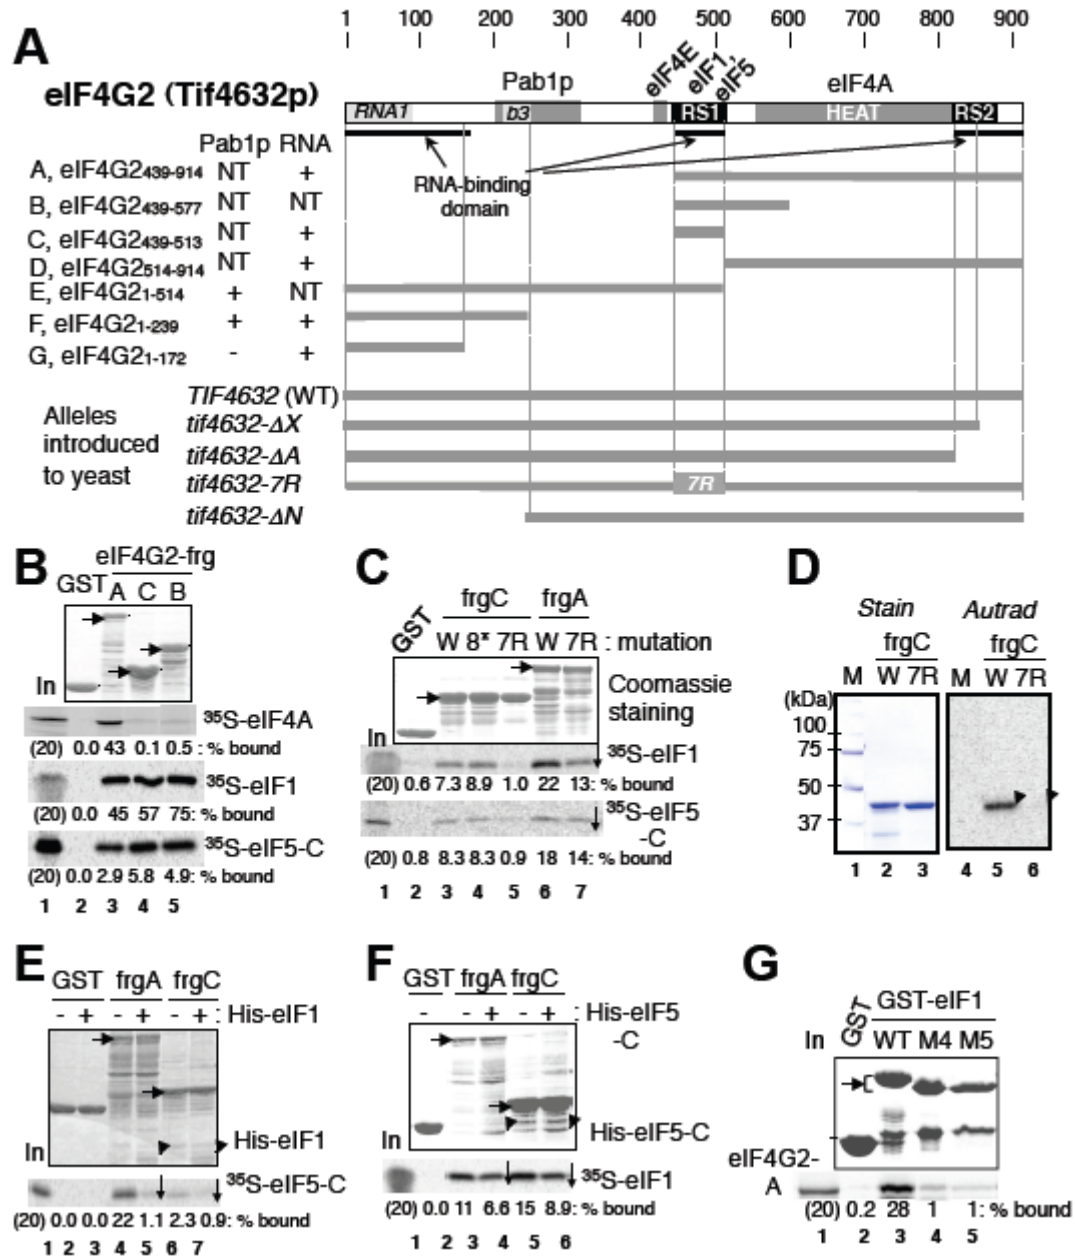 A
1 100 200 300 400 500 600 700 800 900
eIF4G2 (Tif4632p)
Pab1p eIF4E eIF1, eIF5 eIF4A
RNA1 b3 RS1 HEAT RS2
Pab1p RNA
RNA-binding
domain
A, eIF4G2439-914 NT +
B, eIF4G2439-577 NT NT
C, eIF4G2439-513 NT +
D, eIF4G2514-914 NT +
E, eIF4G21-514 + NT
F, eIF4G21-239 + +
G, eIF4G21-172 - +
Alleles
introduced
to yeast
TIF4632 (WT)
tif4632-ΔX
tif4632-ΔA
tif4632-7R 7R
tif4632-ΔN
B
eIF4G2-frg
GST A C B
In
35S-eIF4A
(20) 0.0 43 0.1 0.5 : % bound
35S-eIF1
(20) 0.0 45 57 75: % bound
35S-eIF5-C
(20) 0.0 2.9 5.8 4.9: % bound
1 2 3 4 5
C
frgC frgA
GST W 8* 7R W 7R : mutation
Coomassie
staining
In
35S-eIF1
(20) 0.6 7.3 8.9 1.0 22 13: % bound
35S-eIF5
-C
(20) 0.8 8.3 8.3 0.9 18 14: % bound
1 2 3 4 5 6 7
D
Stain Autrad
frgC frgC
M W 7R M W 7R
(kDa)
100
75
50
37
1 2 3 4 5 6
E
GST frgA frgC
- + - + - + : His-eIF1
In
His-eIF1
35S-eIF5-C
(20) 0.0 0.0 22 1.1 2.3 0.9: % bound
1 2 3 4 5 6 7
F
GST frgA frgC
- - + - + : His-eIF5
-C
In
His-eIF5-C
35S-eIF1
(20) 0.0 11 6.6 15 8.9: % bound
1 2 3 4 5 6
G
GST-eIF1
In GST WT M4 M5
eIF4G2-
A
(20) 0.2 28 1 1: % bound
1 2 3 4 5